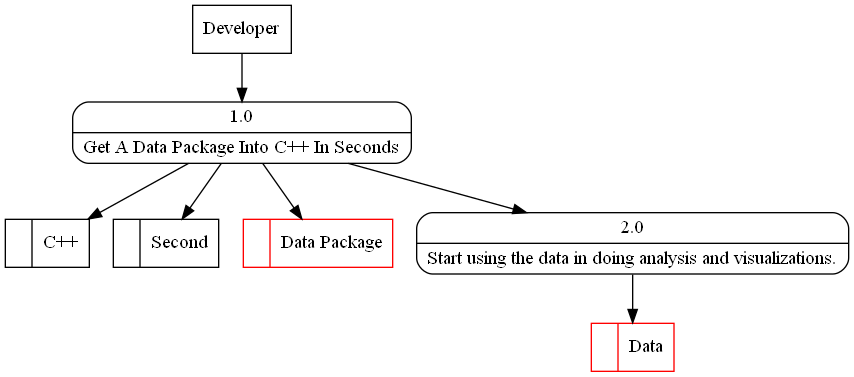 Developer
1.0
Get A Data Package Into C++ In Seconds
C++
Second
Data Package
2.0
Start using the data in doing analysis and visualizations.
Data